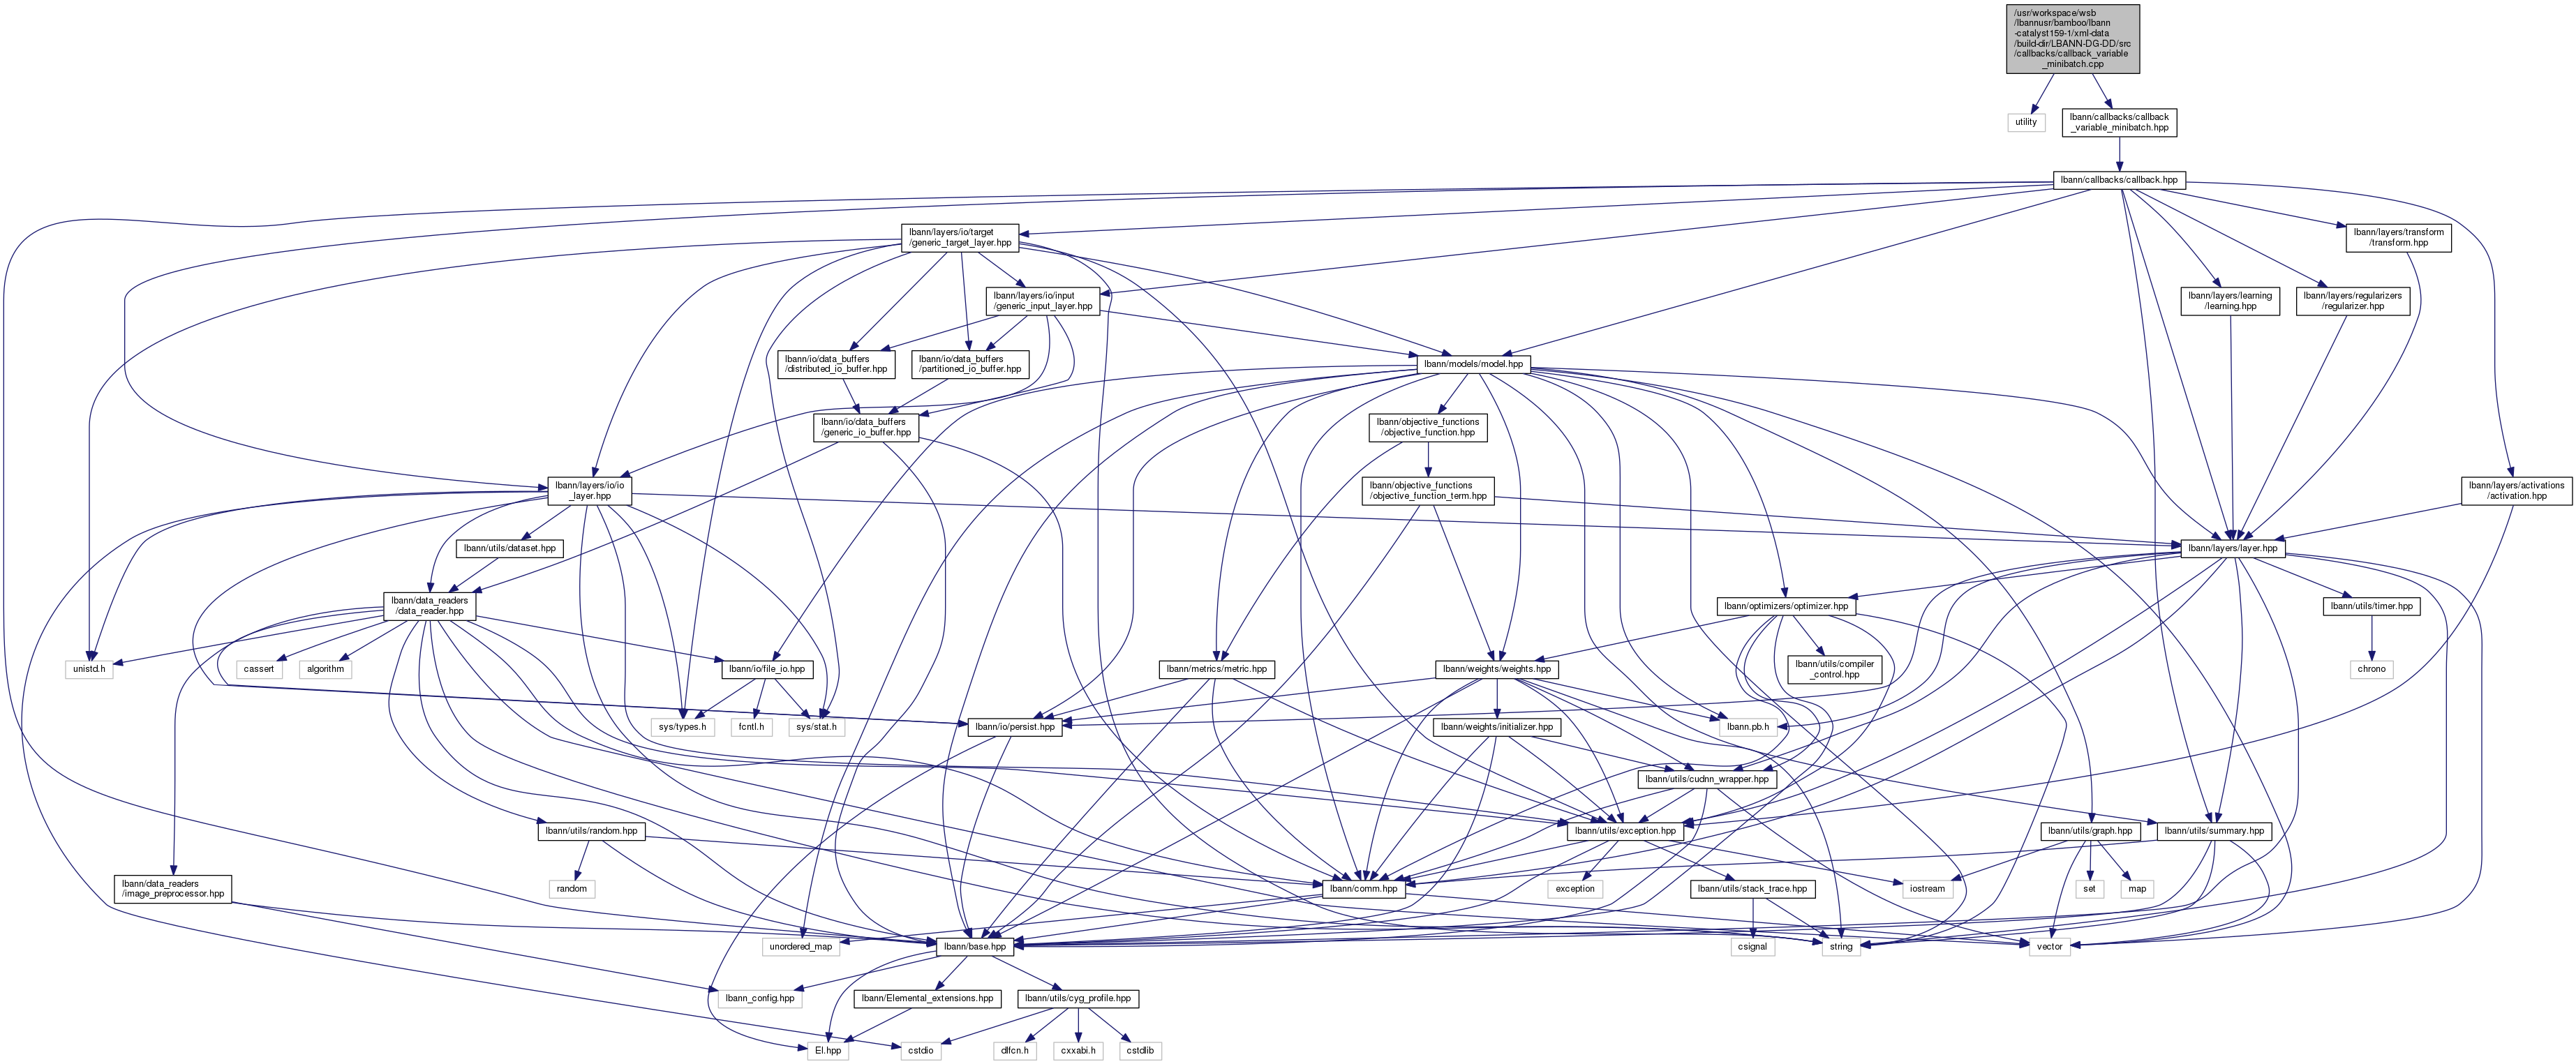 /usr/workspace/wsb
/lbannusr/bamboo/lbann
-catalyst159-1/xml-data
/build-dir/LBANN-DG-DD/src
/callbacks/callback_variable
_minibatch.cpp
utility
lbann/callbacks/callback
_variable_minibatch.hpp
lbann/callbacks/callback.hpp
lbann/layers/io/target
/generic_target_layer.hpp
lbann/layers/transform
/transform.hpp
lbann/layers/io/input
/generic_input_layer.hpp
lbann/layers/learning
/learning.hpp
lbann/layers/regularizers
/regularizer.hpp
lbann/io/data_buffers
/distributed_io_buffer.hpp
lbann/io/data_buffers
/partitioned_io_buffer.hpp
lbann/models/model.hpp
lbann/io/data_buffers
/generic_io_buffer.hpp
lbann/objective_functions
/objective_function.hpp
lbann/layers/io/io
_layer.hpp
lbann/objective_functions
/objective_function_term.hpp
lbann/layers/activations
/activation.hpp
lbann/utils/dataset.hpp
lbann/layers/layer.hpp
lbann/data_readers
/data_reader.hpp
lbann/optimizers/optimizer.hpp
lbann/utils/timer.hpp
unistd.h
cassert
algorithm
lbann/io/file_io.hpp
lbann/metrics/metric.hpp
lbann/weights/weights.hpp
lbann/utils/compiler
_control.hpp
chrono
sys/types.h
fcntl.h
sys/stat.h
lbann/io/persist.hpp
lbann/weights/initializer.hpp
lbann.pb.h
lbann/utils/cudnn_wrapper.hpp
lbann/utils/random.hpp
lbann/utils/exception.hpp
lbann/utils/graph.hpp
lbann/utils/summary.hpp
lbann/data_readers
/image_preprocessor.hpp
random
lbann/comm.hpp
exception
lbann/utils/stack_trace.hpp
iostream
set
map
unordered_map
lbann/base.hpp
csignal
string
vector
lbann_config.hpp
lbann/Elemental_extensions.hpp
lbann/utils/cyg_profile.hpp
El.hpp
cstdio
dlfcn.h
cxxabi.h
cstdlib